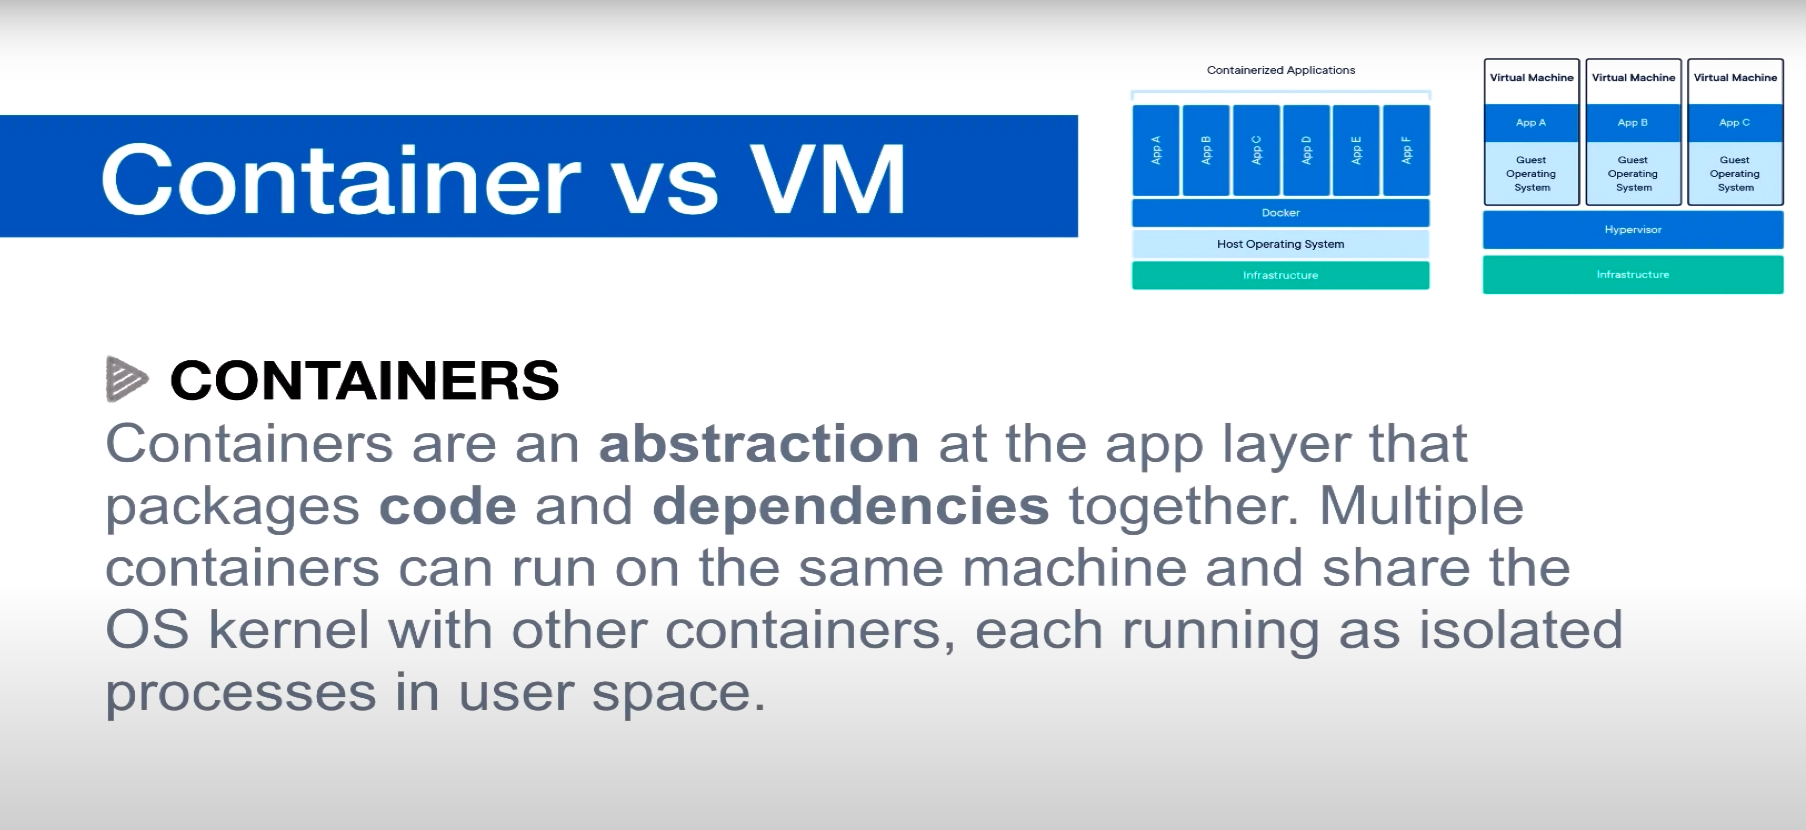 Container vs VM
Containerized Applications
App A
App B
App C
App D
App E
App F
Docker
Host Operating System
Infrastructure
Virtual Machine
App A
Guest
Operating
System
Virtual Machine
App B
Guest
Operating
System
Virtual Machine
App C
Guest
Operating
System
Hypervisor
Infrastructure
CONTAINERS
Containers are an abstraction at the app layer that
packages code and dependencies together. Multiple
containers can run on the same machine and share the
OS kernel with other containers, each running as isolated
processes in user space.